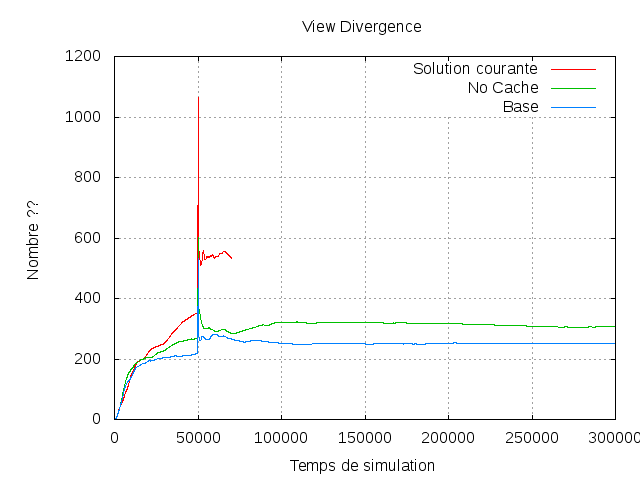 View Divergence
1200
1000
800
600
400
200
0
Nombre ??
Solution courante
No Cache
Base
0 50000 100000 150000 200000 250000 300000
Temps de simulation